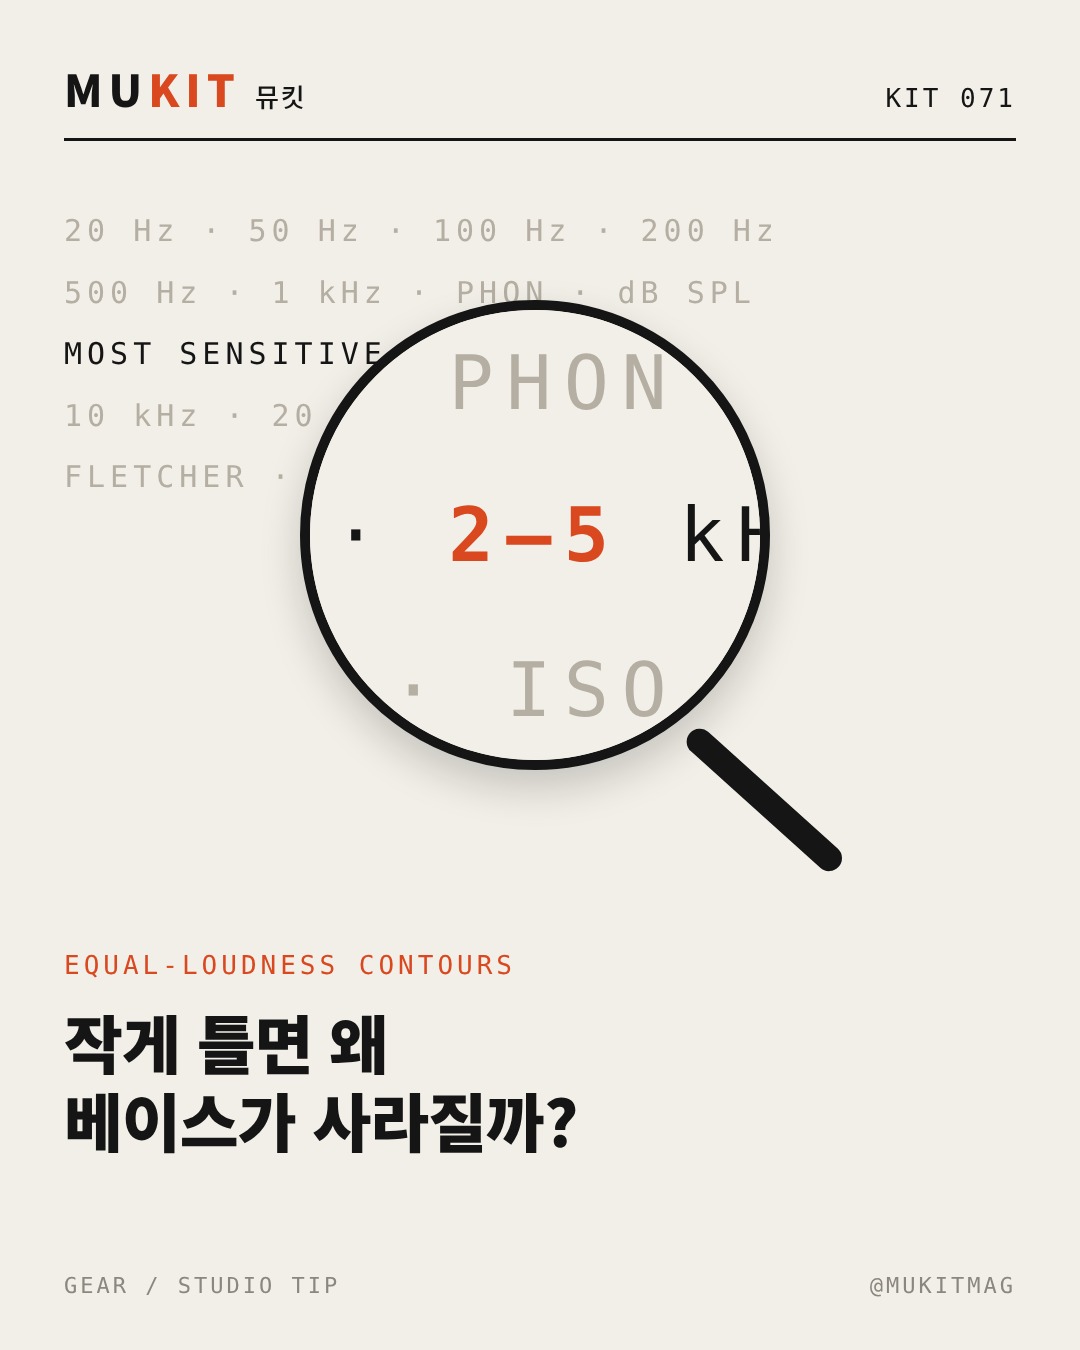 MUKIT 뮤킷
KIT 071
20 Hz · 50 Hz · 100 Hz · 200 Hz
500 Hz · 1 kHz · PHON · dB SPL
MOST SENSITIVE
10 kHz · 20
FLETCHER ·
PHON
· 2–5 kH
· ISO
EQUAL-LOUDNESS CONTOURS
작게 틀면 왜
베이스가 사라질까?
GEAR / STUDIO TIP
@MUKITMAG